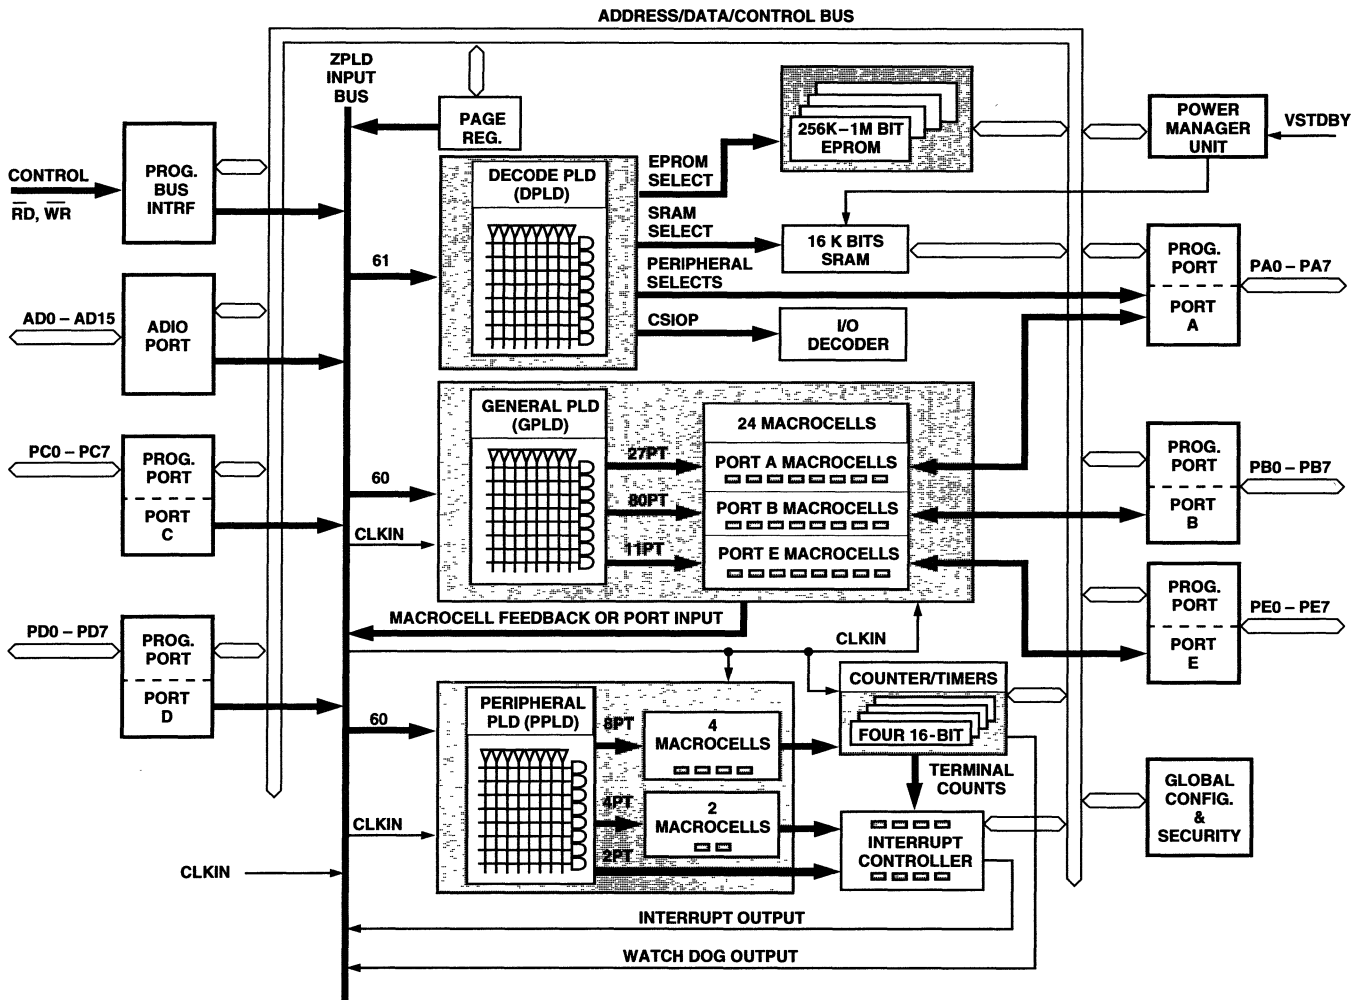 ADDRESS/DATA/CONTROL BUS
ZPLD
INPUT
BUS
PAGE
REG.
256K–1M BIT
EPROM
POWER
MANAGER
UNIT
VSTDBY
CONTROL
RD, WR
PROG.
BUS
INTRF
DECODE PLD
(DPLD)
EPROM
SELECT
SRAM
SELECT
16 K BITS
SRAM
PERIPHERAL
SELECTS
CSIOP
I/O
DECODER
61
PROG.
PORT
PORT
A
PA0 – PA7
AD0 – AD15
ADIO
PORT
GENERAL PLD
(GPLD)
24 MACROCELLS
27PT
PORT A MACROCELLS
80PT
PORT B MACROCELLS
11PT
PORT E MACROCELLS
PC0 – PC7
PROG.
PORT
PORT
C
60
CLKIN
PROG.
PORT
PORT
B
PB0 – PB7
MACROCELL FEEDBACK OR PORT INPUT
CLKIN
PROG.
PORT
PORT
E
PE0 – PE7
PD0 – PD7
PROG.
PORT
PORT
D
60
PERIPHERAL
PLD (PPLD)
8PT
4
MACROCELLS
COUNTER/TIMERS
FOUR 16-BIT
TERMINAL
COUNTS
4PT
2
MACROCELLS
2PT
CLKIN
INTERRUPT
CONTROLLER
GLOBAL
CONFIG.
&
SECURITY
CLKIN
INTERRUPT OUTPUT
WATCH DOG OUTPUT